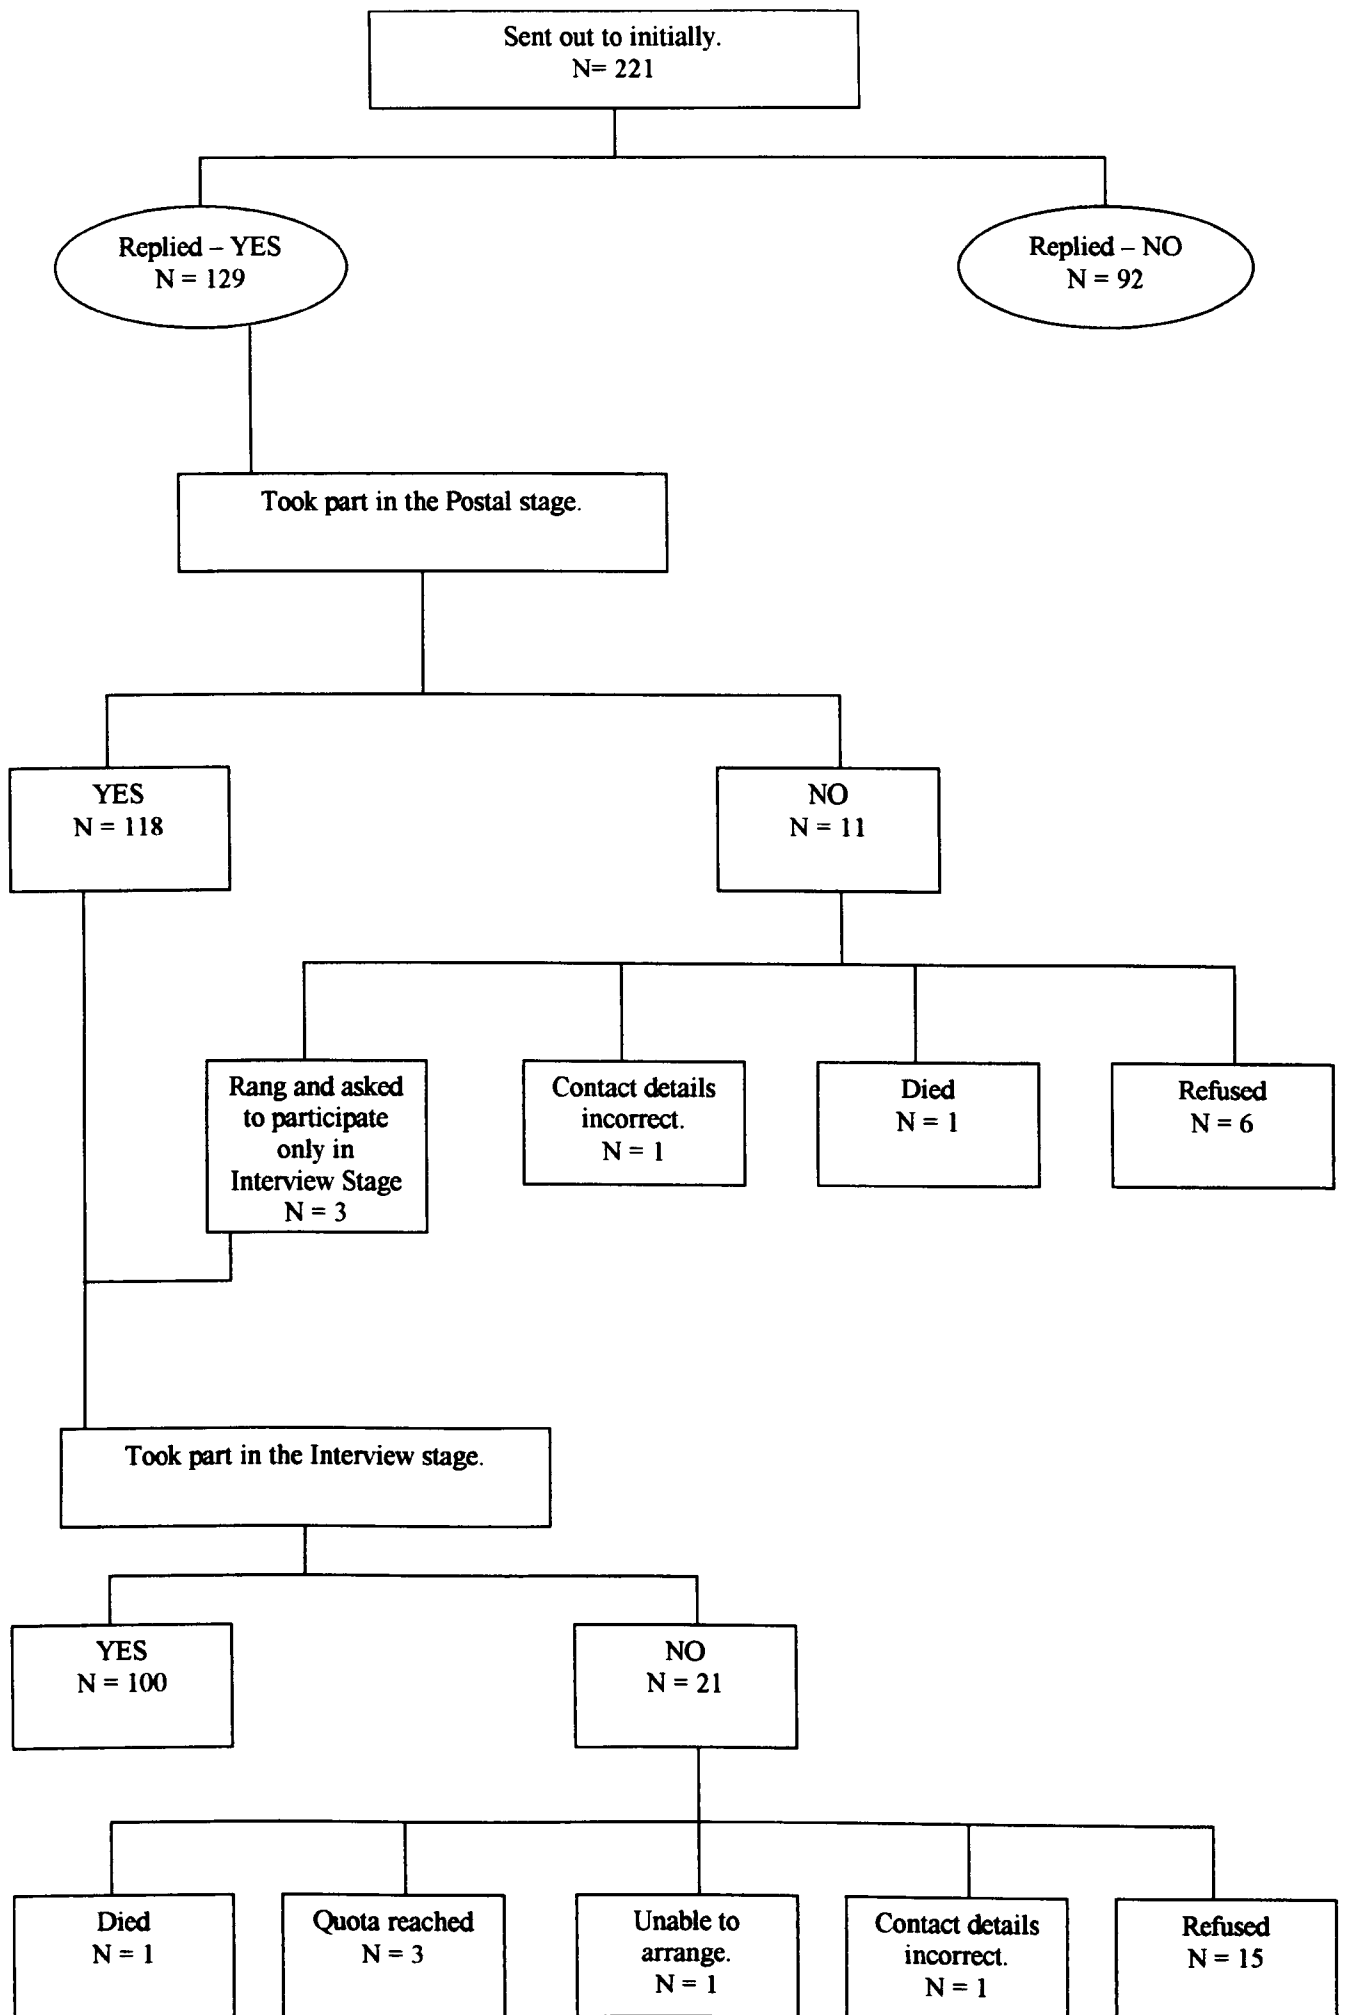 Sent out to initially.
N= 221
Replied – YES
N = 129
Replied – NO
N = 92
Took part in the Postal stage.
YES
N = 118
NO
N = 11
Rang and asked
to participate
only in
Interview Stage
N = 3
Contact details
incorrect.
N = 1
Died
N = 1
Refused
N = 6
Took part in the Interview stage.
YES
N = 100
NO
N = 21
Died
N = 1
Quota reached
N = 3
Unable to
arrange.
N = 1
Contact details
incorrect.
N = 1
Refused
N = 15